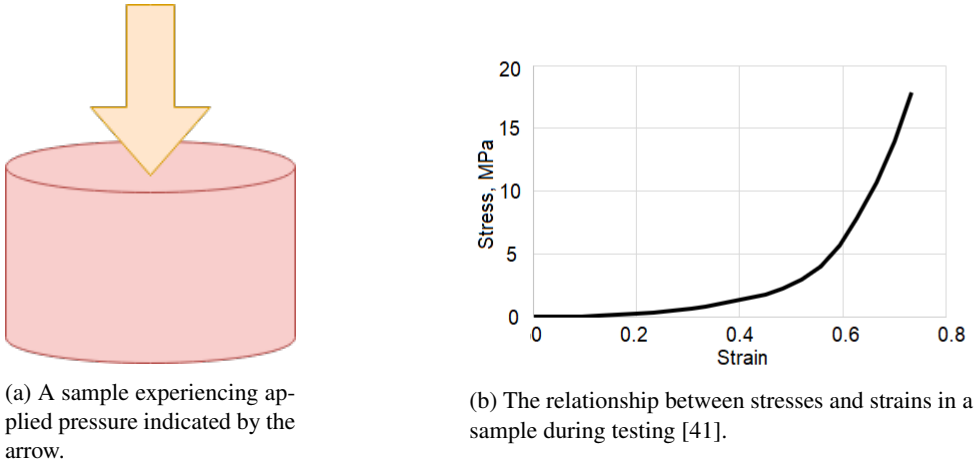 20
15
10
5
0
Stress, MPa
0
0.2
0.4
0.6
0.8
Strain
(a) A sample experiencing ap-
plied pressure indicated by the
arrow.
(b) The relationship between stresses and strains in a
sample during testing [41].